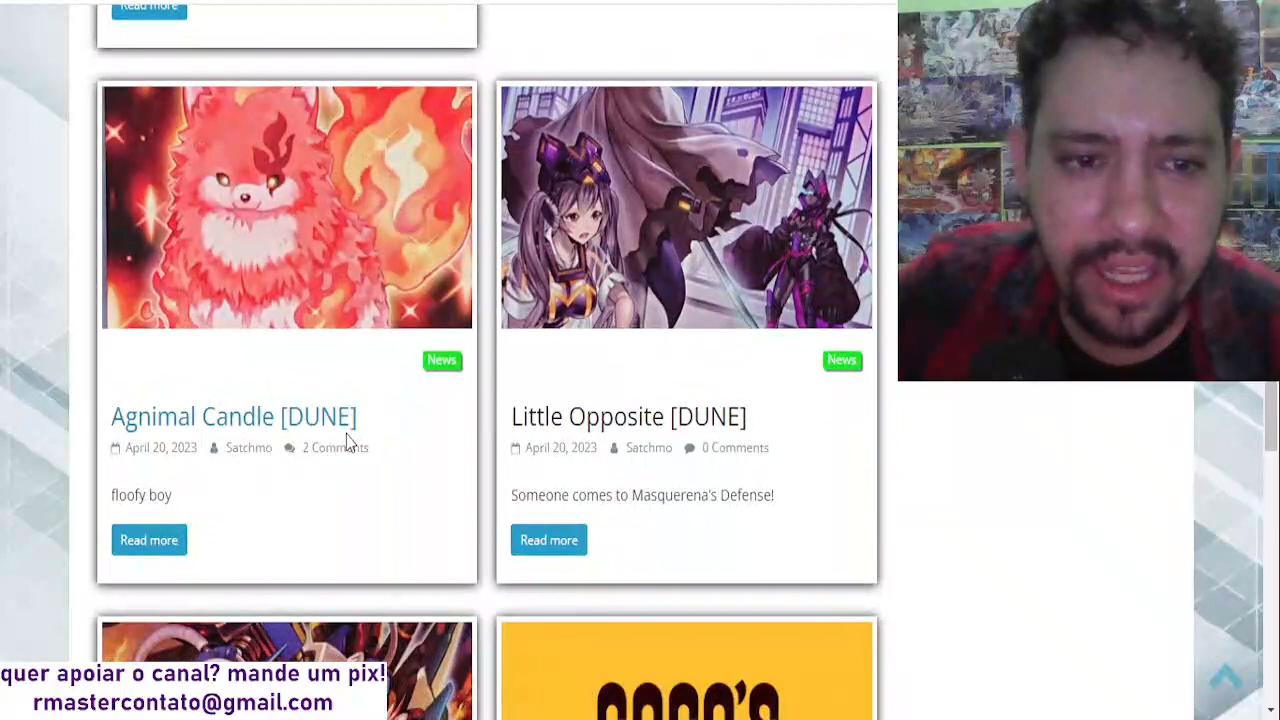 Read more
News
News
Agnimal Candle [DUNE]
Little Opposite [DUNE]
April 20, 2023 Satchmo 2 Comments
April 20, 2023 Satchmo 0 Comments
floofy boy
Someone comes to Masquerena's Defense!
Read more
Read more
quer apoiar o canal? mande um pix!
rmastercontato@gmail.com